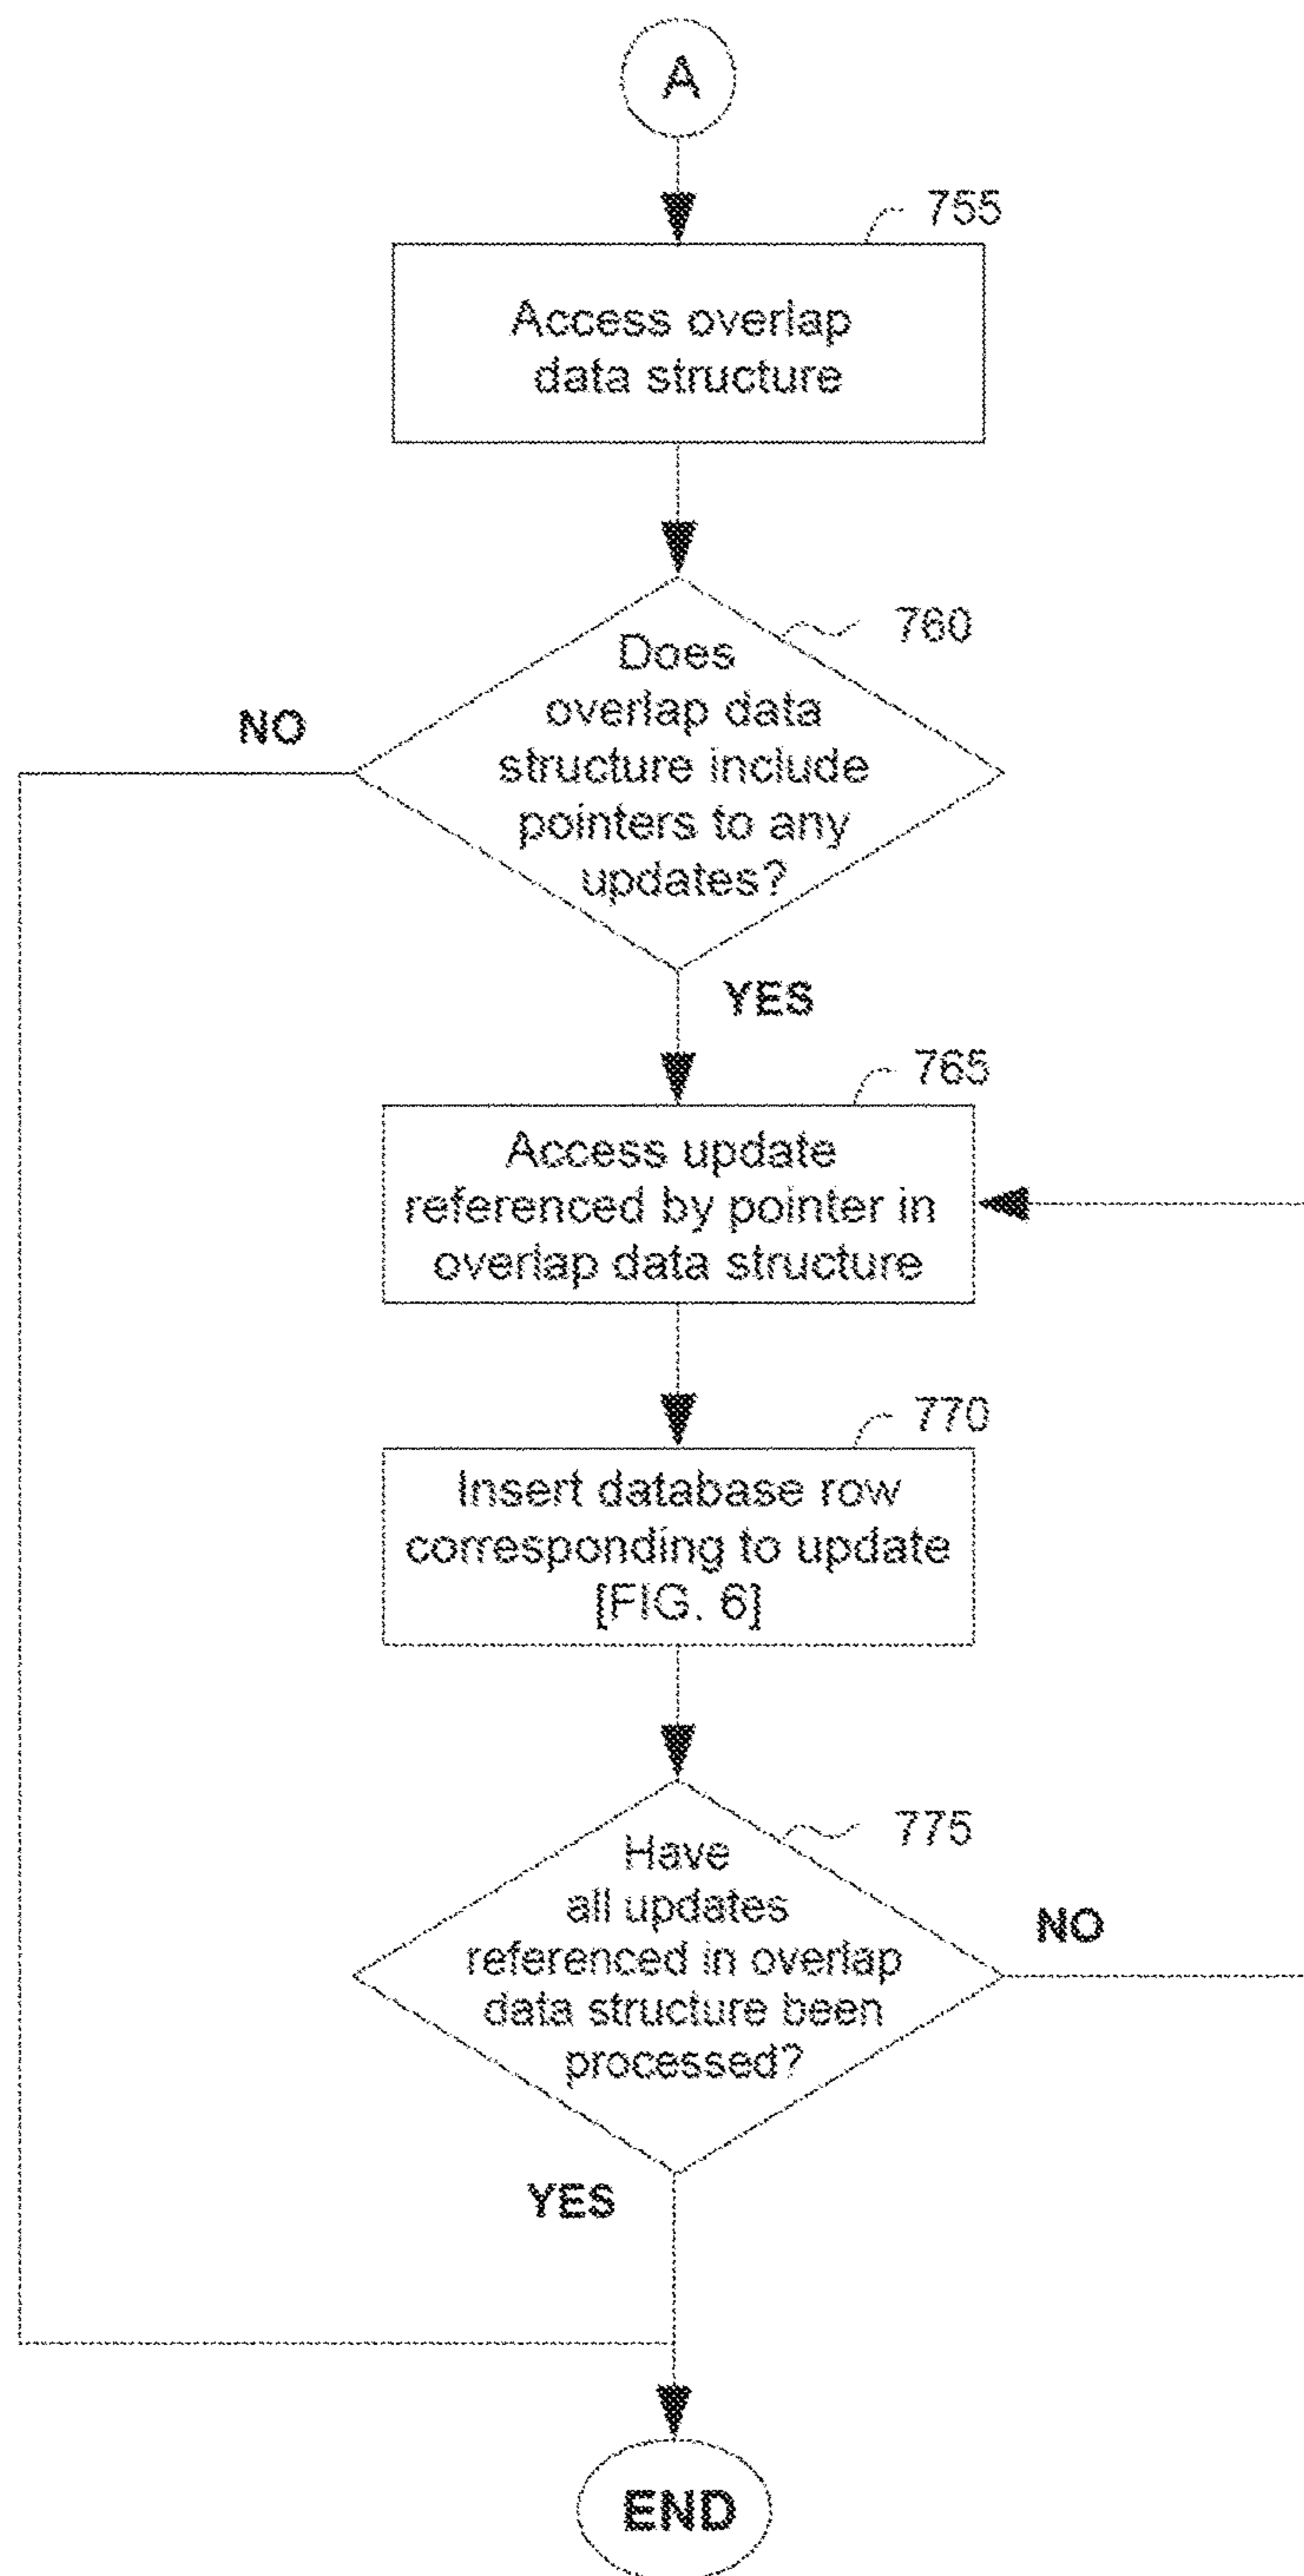 A
755
Access overlap
data structure
760
Does
overlap data
structure include
pointers to any
updates?
NO
YES
765
Access update
referenced by pointer in
overlap data structure
770
Insert database row
corresponding to update
[FIG. 6]
775
Have
all updates
referenced in overlap
data structure been
processed?
NO
YES
END